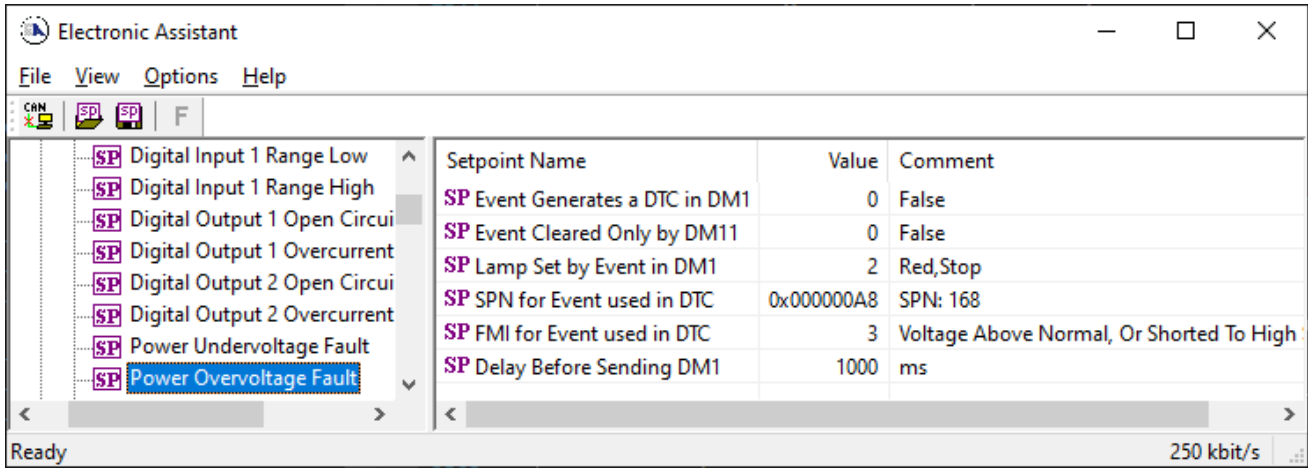 Electronic Assistant
File View Options Help
CAN SP SP F
SP Digital Input 1 Range Low
SP Digital Input 1 Range High
SP Digital Output 1 Open Circui
SP Digital Output 1 Overcurrent
SP Digital Output 2 Open Circui
SP Digital Output 2 Overcurrent
SP Power Undervoltage Fault
SP Power Overvoltage Fault
Setpoint Name Value Comment
SP Event Generates a DTC in DM1 0 False
SP Event Cleared Only by DM11 0 False
SP Lamp Set by Event in DM1 2 Red,Stop
SP SPN for Event used in DTC 0x000000A8 SPN: 168
SP FMI for Event used in DTC 3 Voltage Above Normal, Or Shorted To High
SP Delay Before Sending DM1 1000 ms
Ready 250 kbit/s